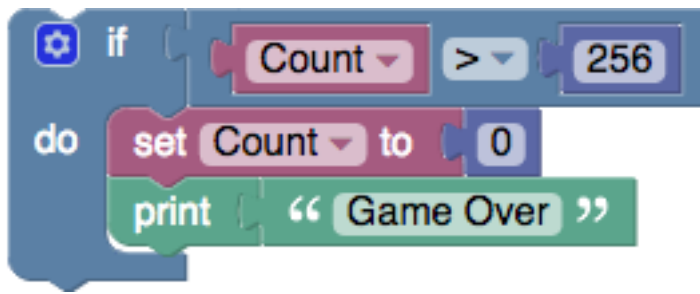 if Count > 256
do set Count to 0
print “ Game Over ”